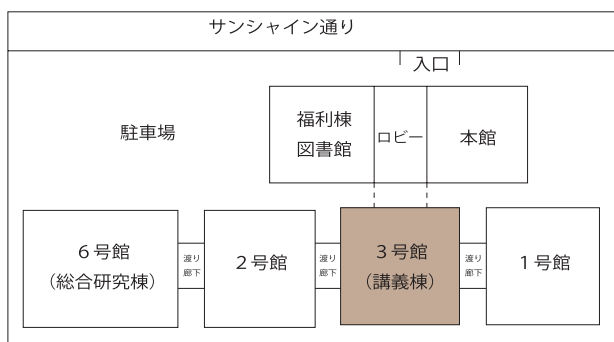 サンシャイン通り
入口
駐車場
福利棟
図書館
ロビー
本館
6号館
(総合研究棟)
渡り
廊下
2号館
渡り
廊下
3号館
(講義棟)
渡り
廊下
1号館